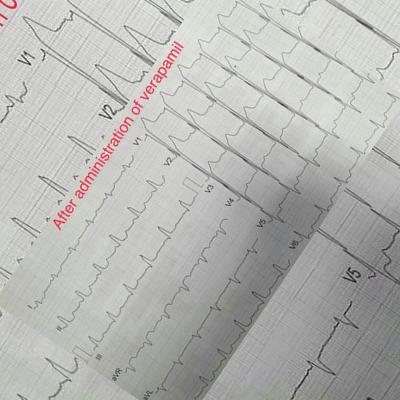 V1
V2
After administration of verapamil
V1
V2
V3
V4
V5
V6
I
II
III
aVR
aVL
V5